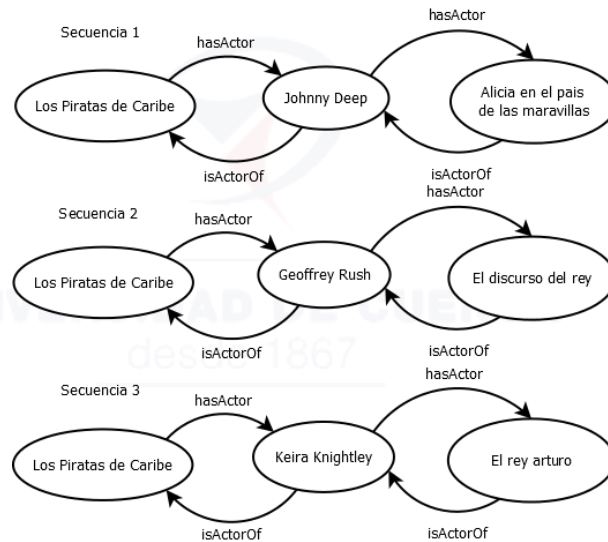 Secuencia 1
hasActor
hasActor
Los Piratas de Caribe
Johnny Deep
Alicia en el pais
de las maravillas
isActorOf
isActorOf
Secuencia 2
hasActor
hasActor
Los Piratas de Caribe
Geoffrey Rush
El discurso del rey
isActorOf
isActorOf
desde 1867
Secuencia 3
hasActor
hasActor
Los Piratas de Caribe
Keira Knightley
El rey arturo
isActorOf
isActorOf